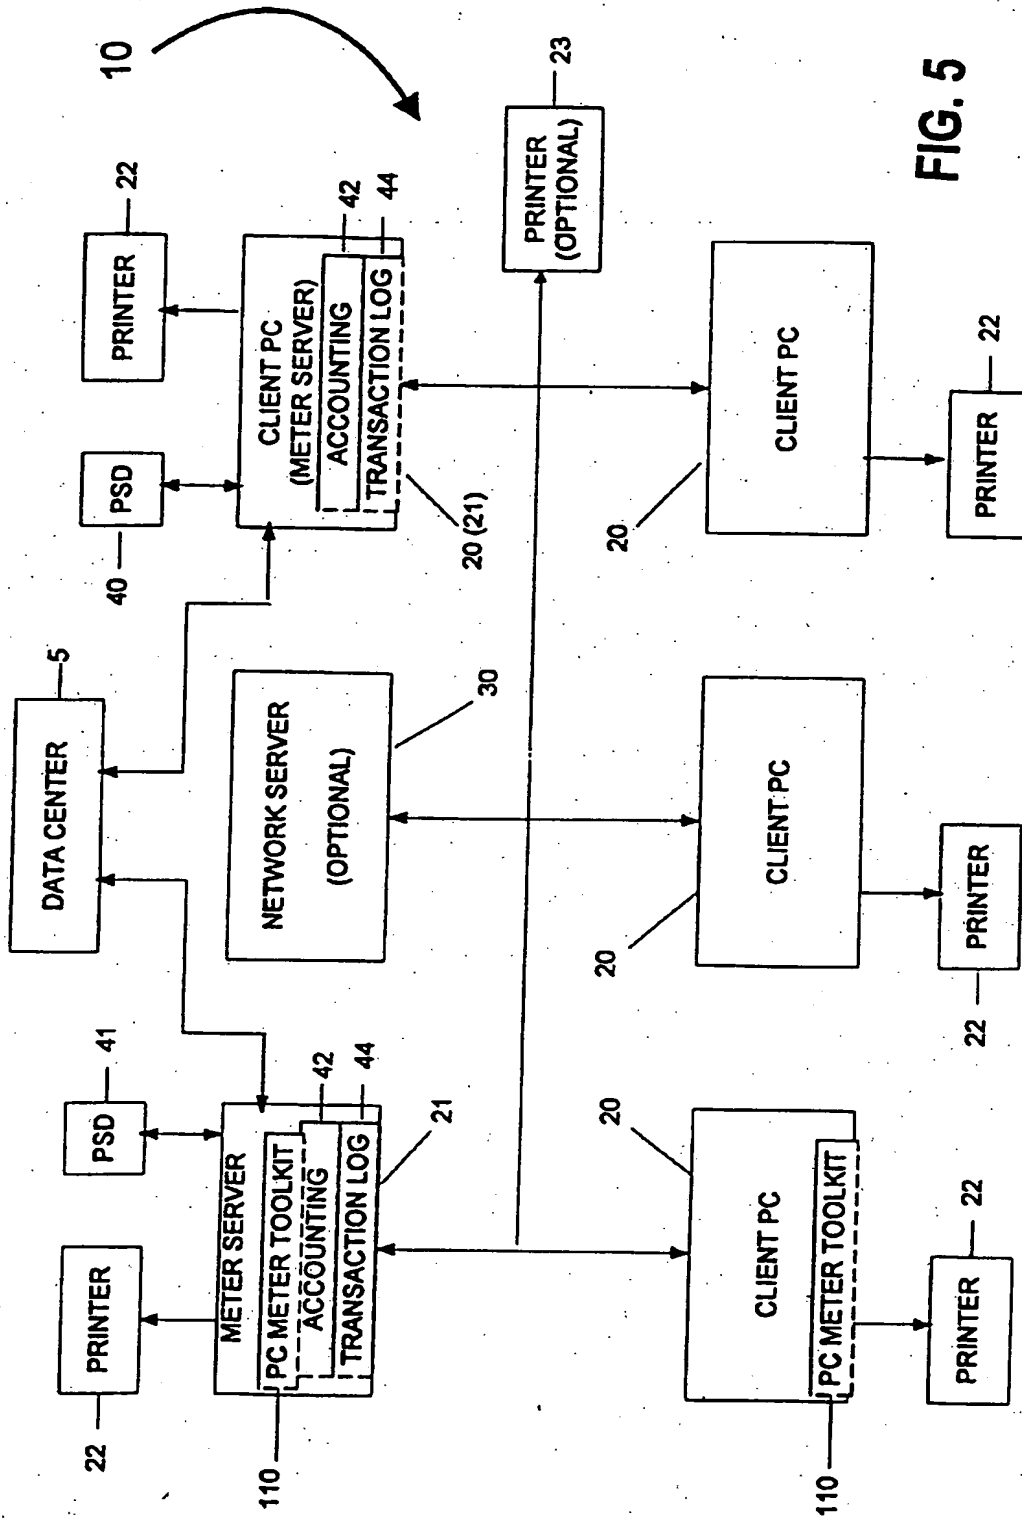 DATA CENTER
5
10
22
PRINTER
PSD
41
40
PSD
PRINTER
22
METER SERVER
110
PC METER TOOLKIT
ACCOUNTING
42
TRANSACTION LOG
44
21
NETWORK SERVER
(OPTIONAL)
30
CLIENT PC
(METER SERVER)
ACCOUNTING
42
TRANSACTION LOG
44
20 (21)
PRINTER
(OPTIONAL)
23
20
CLIENT PC
110
PC METER TOOLKIT
20
CLIENT PC
20
CLIENT PC
PRINTER
22
22
PRINTER
PRINTER
22
FIG. 5